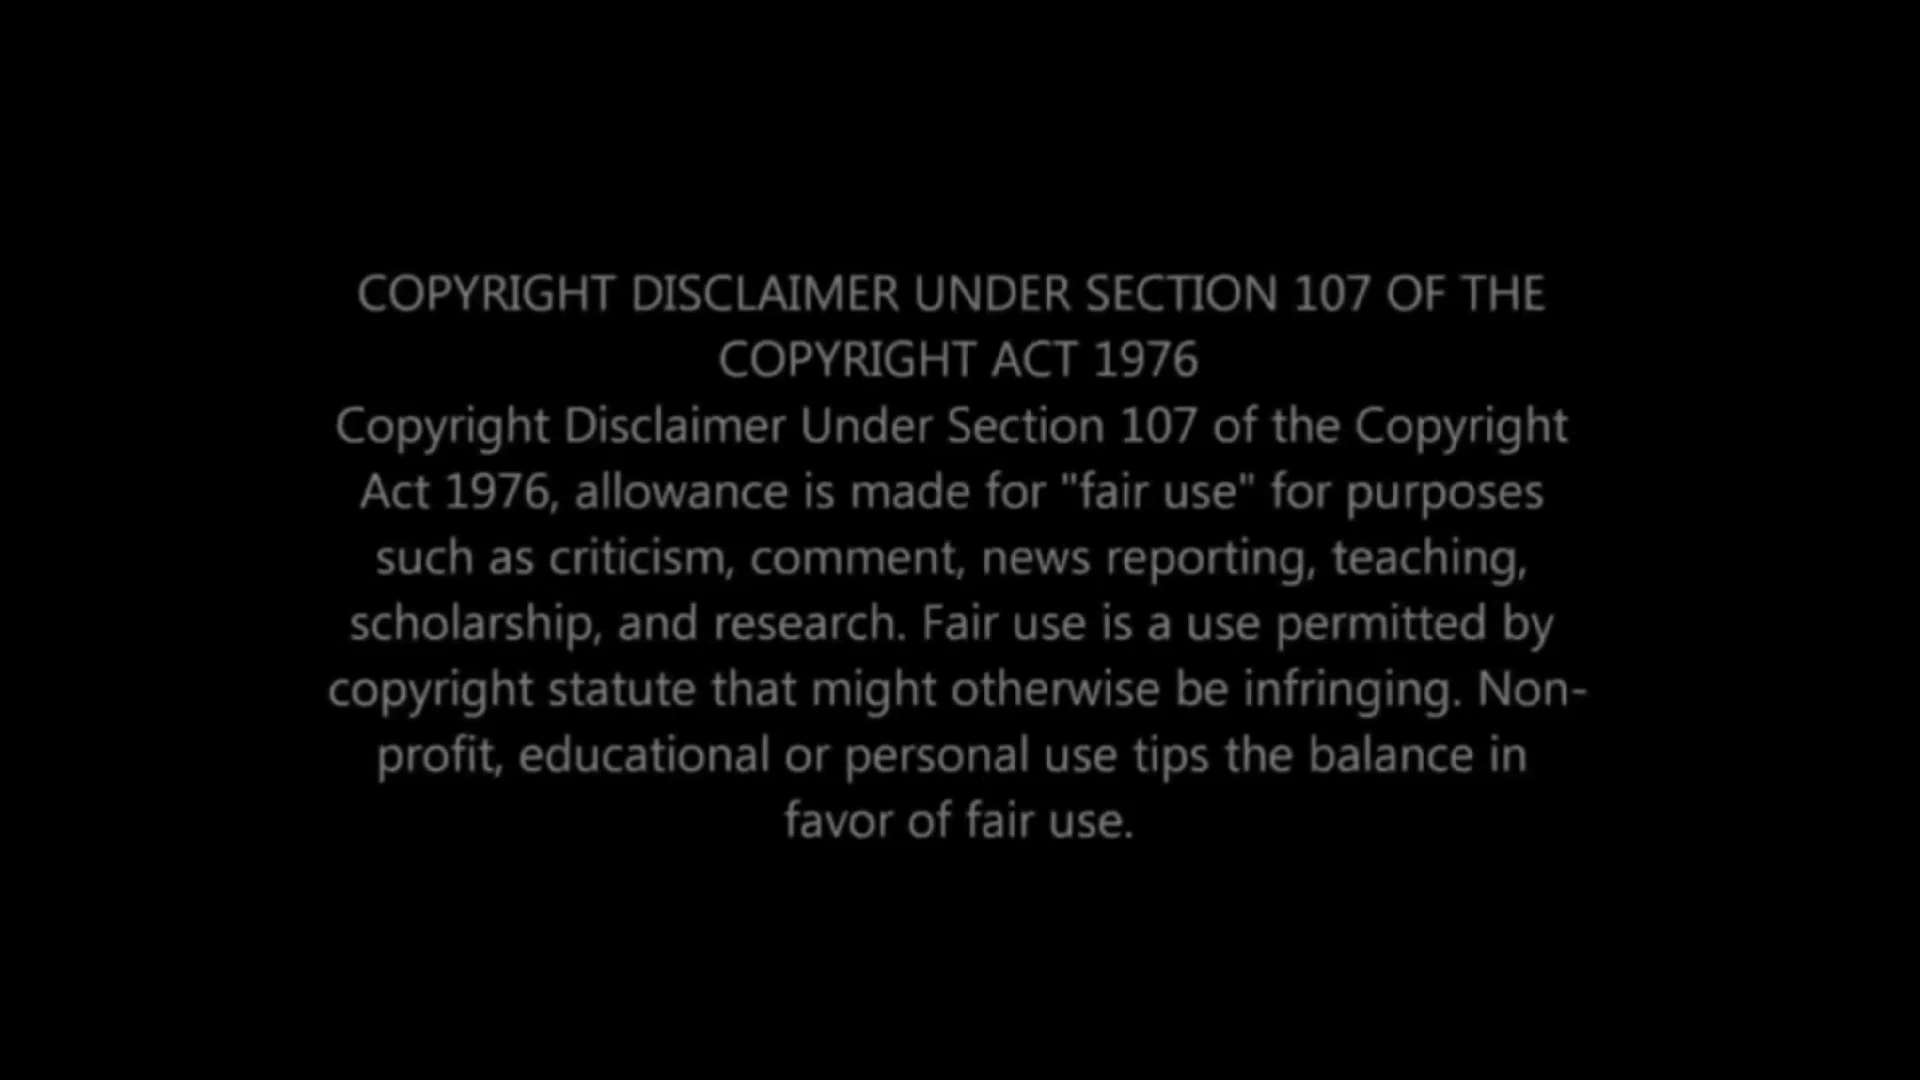 COPYRIGHT DISCLAIMER UNDER SECTION 107 OF THE
COPYRIGHT ACT 1976
Copyright Disclaimer Under Section 107 of the Copyright
Act 1976, allowance is made for "fair use" for purposes
such as criticism, comment, news reporting, teaching,
scholarship, and research. Fair use is a use permitted by
copyright statute that might otherwise be infringing. Non-
profit, educational or personal use tips the balance in
favor of fair use.